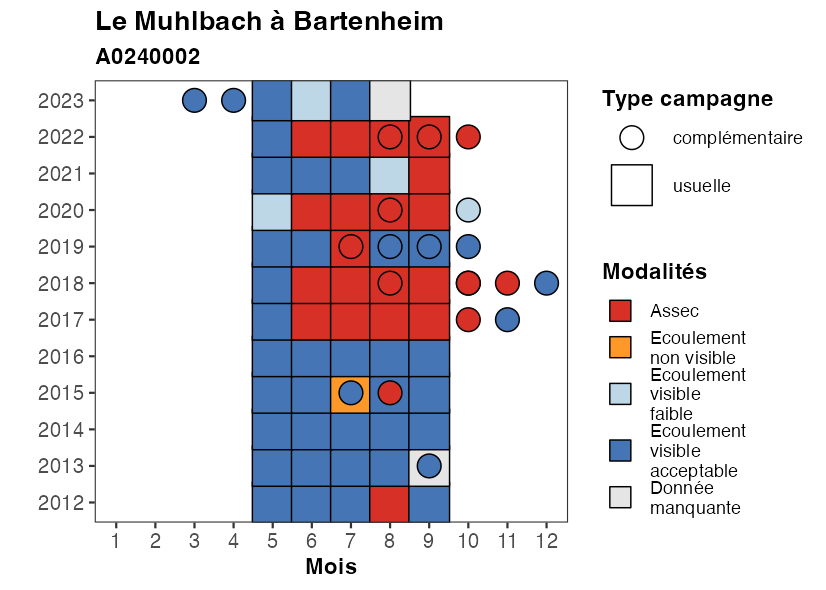 Le Muhlbach à Bartenheim
A0240002
2023
2022
2021
2020
2019
2018
2017
2016
2015
2014
2013
2012
1 2 3 4 5 6 7 8 9 10 11 12
Mois
Type campagne
complémentaire
usuelle
Modalités
Assec
Ecoulement
non visible
Ecoulement
visible
faible
Ecoulement
visible
acceptable
Donnée
manquante